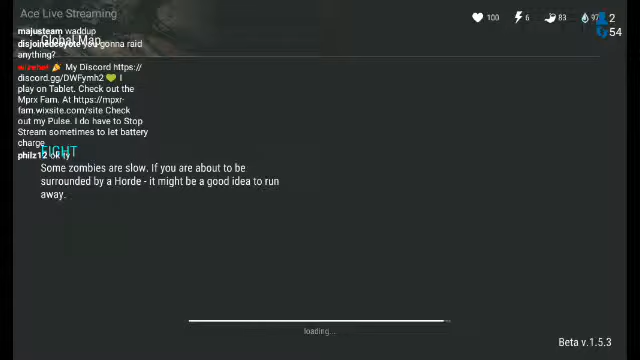 Ace Live Streaming
100 6 83 97 2
54
majusteam waddup
Global Map
disjoinedcoyote you gonna raid
anything?
My Discord https://
discord.gg/DWFymh2 I
play on Tablet. Check out the
Mprx Fam. At https://mpxr-
fam.wixsite.com/site Check
out my Pulse. I do have to Stop
Stream sometimes to let battery
charge
FIGHT
philz12 ok ty
Some zombies are slow. If you are about to be
surrounded by a Horde - it might be a good idea to run
away.
loading...
Beta v.1.5.3